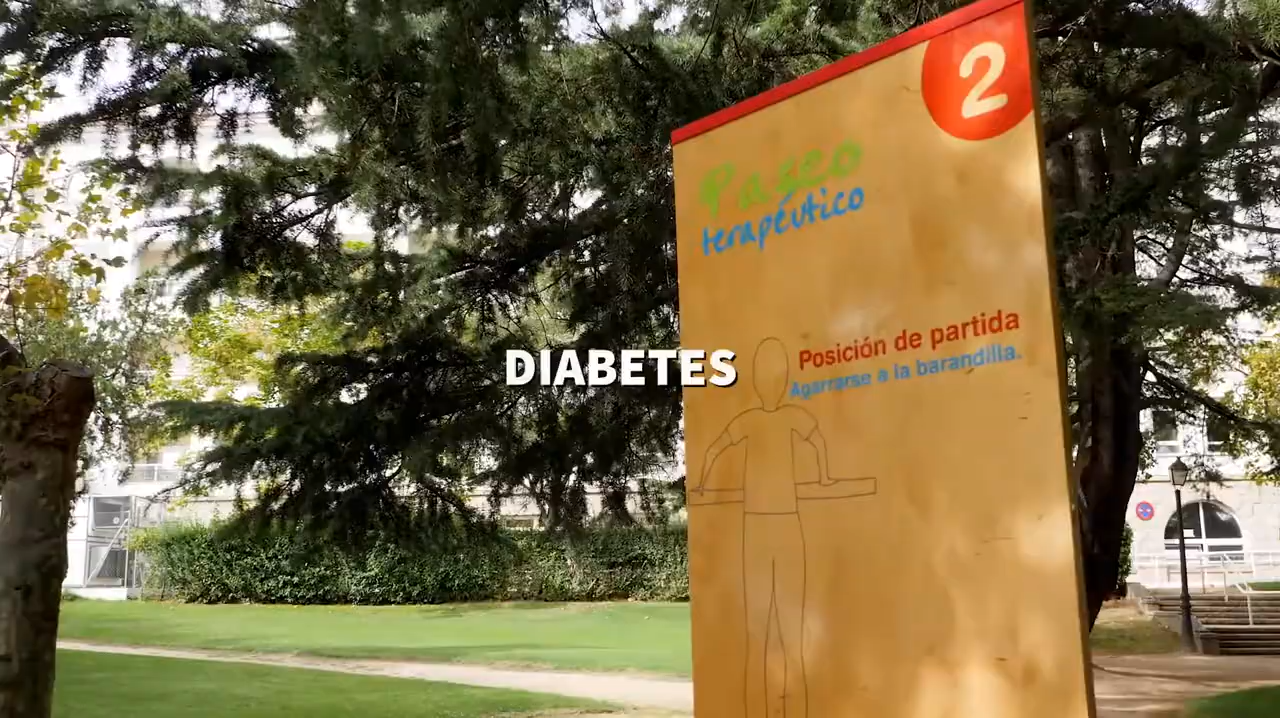 2
Paseo
terapéutico
Posición de partida
Agarrarse a la barandilla.
DIABETES